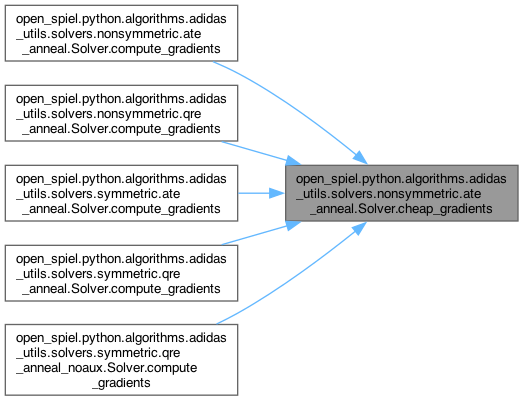 open_spiel.python.algorithms.adidas
_utils.solvers.nonsymmetric.ate
_anneal.Solver.compute_gradients
open_spiel.python.algorithms.adidas
_utils.solvers.nonsymmetric.qre
_anneal.Solver.compute_gradients
open_spiel.python.algorithms.adidas
_utils.solvers.symmetric.ate
_anneal.Solver.compute_gradients
open_spiel.python.algorithms.adidas
_utils.solvers.symmetric.qre
_anneal.Solver.compute_gradients
open_spiel.python.algorithms.adidas
_utils.solvers.symmetric.qre
_anneal_noaux.Solver.compute
_gradients
open_spiel.python.algorithms.adidas
_utils.solvers.nonsymmetric.ate
_anneal.Solver.cheap_gradients